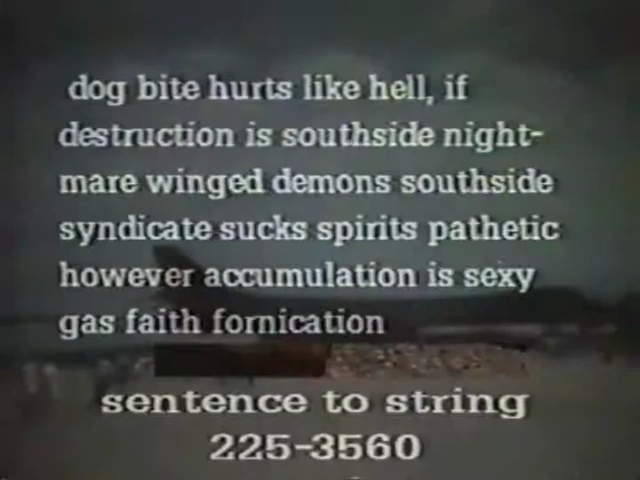 dog bite hurts like hell, if
destruction is southside night-
mare winged demons southside
syndicate sucks spirits pathetic
however accumulation is sexy
gas faith fornication
sentence to string
225-3560